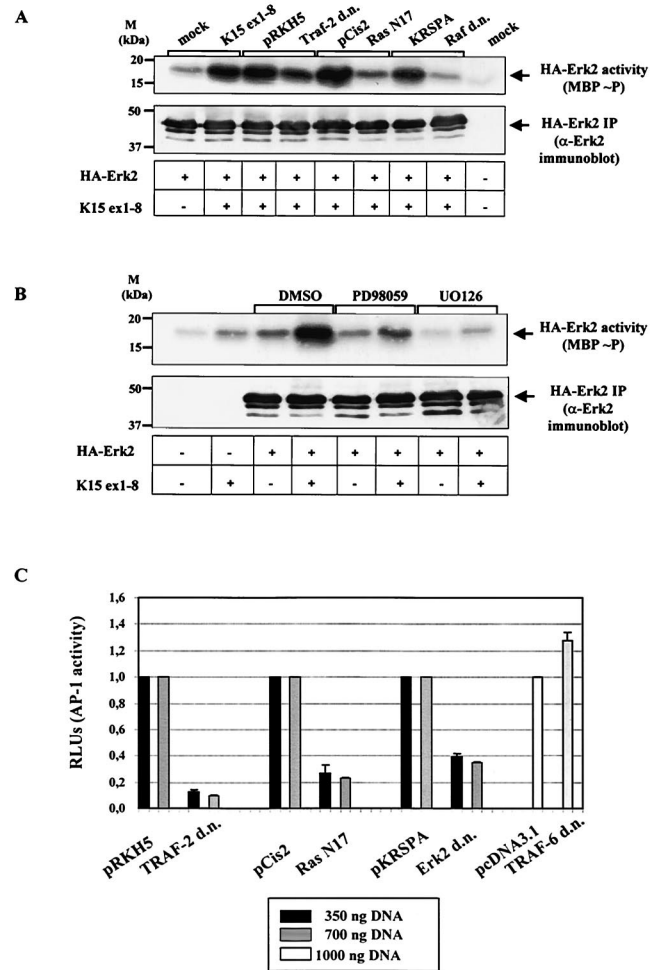 A
M
(kDa)
mock
K15 ex1-8
pRKH5
Traf-2 d.n.
pCis2
Ras N17
KRSPA
Raf d.n.
mock
20
15
HA-Erk2 activity
(MBP ~P)
50
37
HA-Erk2 IP
(α-Erk2
immunoblot)
HA-Erk2 + + + + + + + + -
K15 ex1-8 - + + + + + + + -
B
M
(kDa)
DMSO PD98059 UO126
20
15
HA-Erk2 activity
(MBP ~P)
50
37
HA-Erk2 IP
(α-Erk2
immunoblot)
HA-Erk2 - - + + + + + +
K15 ex1-8 - + - + - + - +
C
RLUs (AP-1 activity)
1,6
1,4
1,2
1,0
0,8
0,6
0,4
0,2
0,0
pRKH5
TRAF-2 d.n.
pCis2
Ras N17
pKRSPA
Erk2 d.n.
pcDNA3.1
TRAF-6 d.n.
350 ng DNA
700 ng DNA
1000 ng DNA